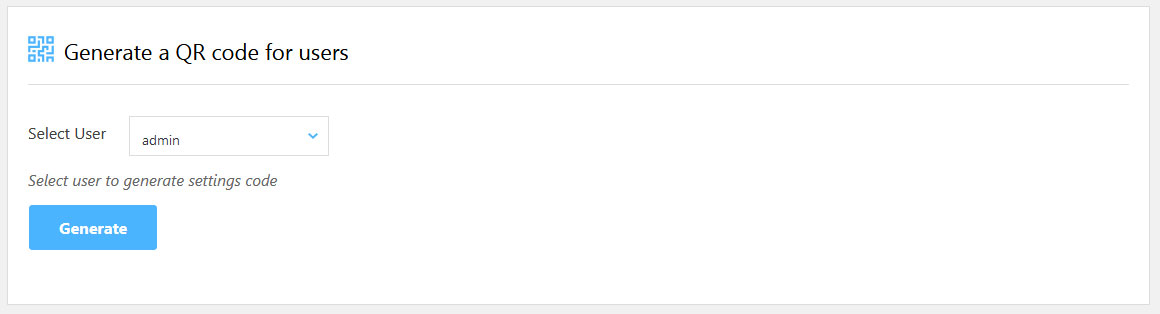 Generate a QR code for users
Select User
admin
Select user to generate settings code
Generate